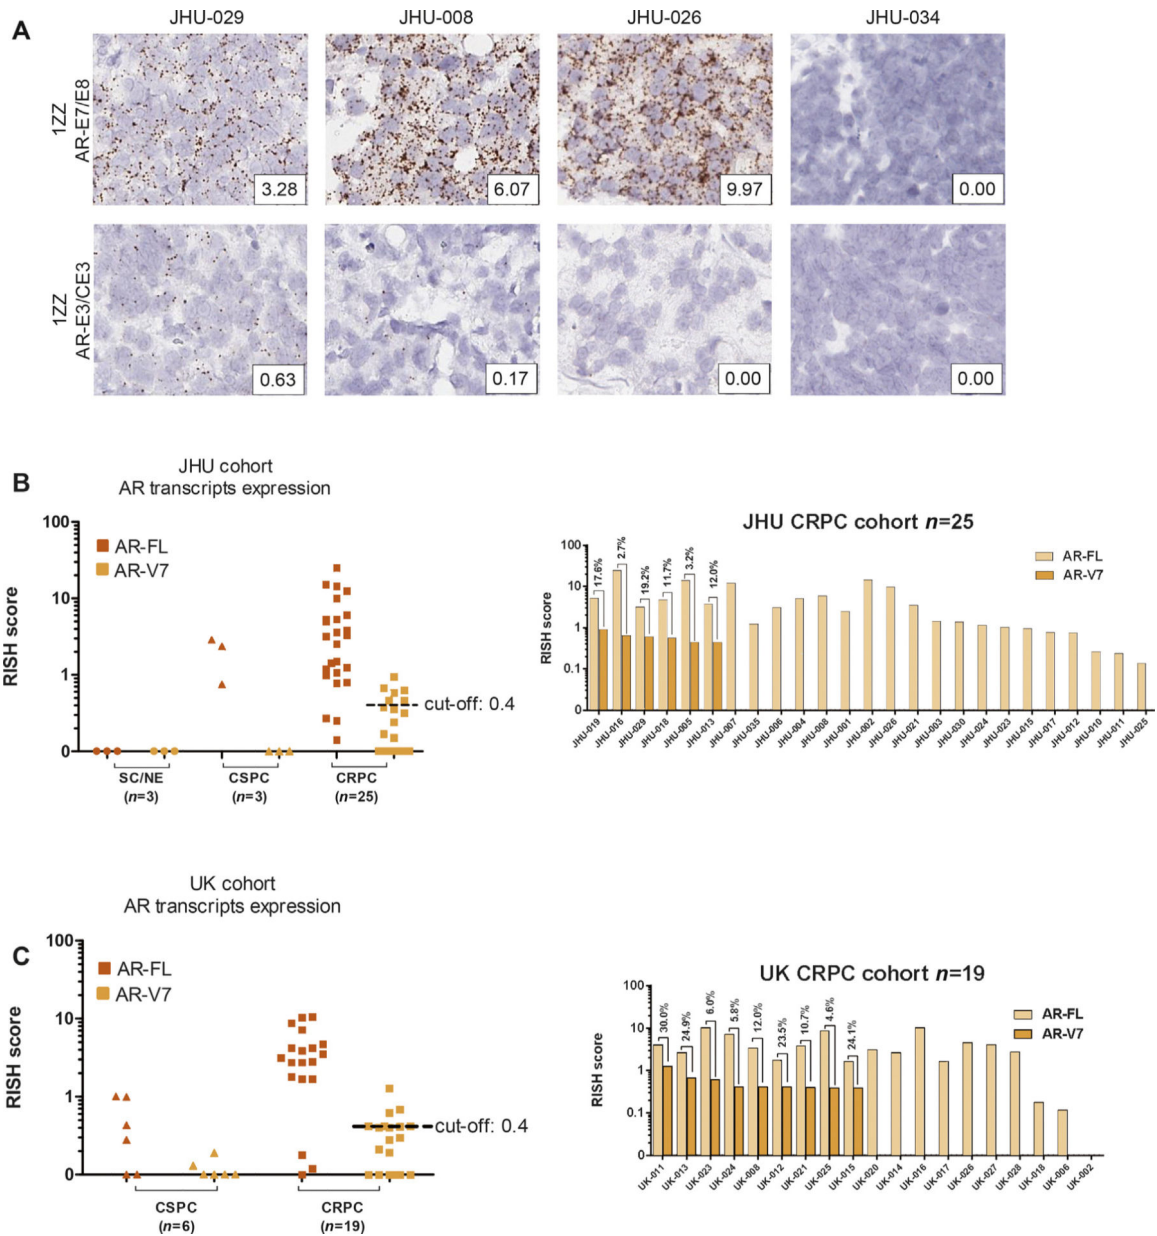 A
JHU-029
JHU-008
JHU-026
JHU-034
1ZZ
AR-E7/E8
3.28
6.07
9.97
0.00
1ZZ
AR-E3/CE3
0.63
0.17
0.00
0.00
B
JHU cohort
AR transcripts expression
RISH score
100
10
1
0
AR-FL
AR-V7
cut-off: 0.4
SC/NE
(n=3)
CSPC
(n=3)
CRPC
(n=25)
JHU CRPC cohort n=25
RISH score
100
10
1
0.1
0
17.6%
2.7%
19.2%
11.7%
3.2%
12.0%
AR-FL
AR-V7
JHU-019
JHU-016
JHU-029
JHU-018
JHU-005
JHU-013
JHU-007
JHU-035
JHU-006
JHU-004
JHU-008
JHU-001
JHU-002
JHU-026
JHU-021
JHU-003
JHU-030
JHU-024
JHU-023
JHU-015
JHU-017
JHU-012
JHU-010
JHU-011
JHU-025
C
UK cohort
AR transcripts expression
RISH score
100
10
1
0
AR-FL
AR-V7
cut-off: 0.4
CSPC
(n=6)
CRPC
(n=19)
UK CRPC cohort n=19
RISH score
100
10
1
0.1
0
30.0%
24.9%
6.0%
5.8%
12.0%
23.5%
10.7%
4.6%
24.1%
AR-FL
AR-V7
UK-011
UK-013
UK-023
UK-024
UK-008
UK-012
UK-021
UK-025
UK-015
UK-020
UK-014
UK-016
UK-017
UK-026
UK-027
UK-028
UK-018
UK-006
UK-002